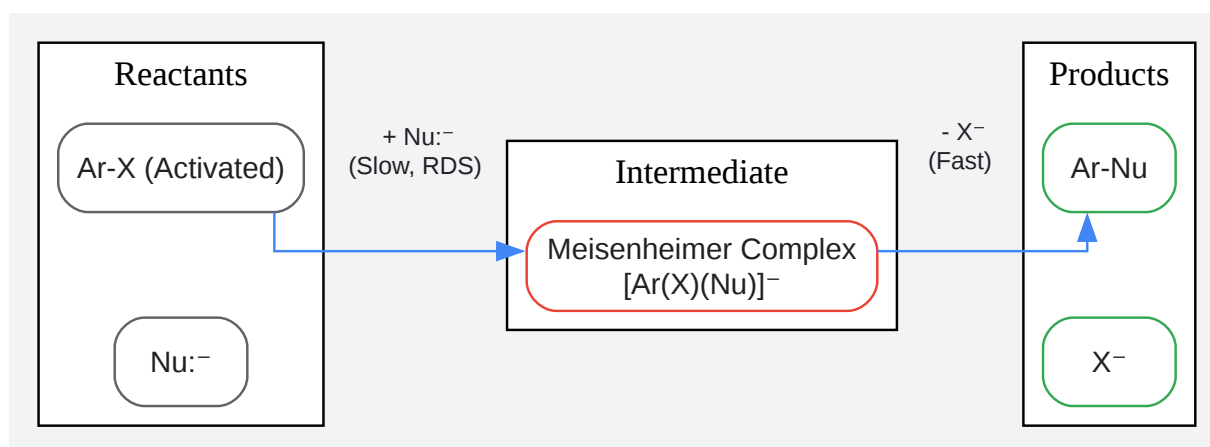 Reactants
Ar-X (Activated)
Nu:⁻
+ Nu:⁻
(Slow, RDS)
Intermediate
Meisenheimer Complex
[Ar(X)(Nu)]⁻
- X⁻
(Fast)
Products
Ar-Nu
X⁻